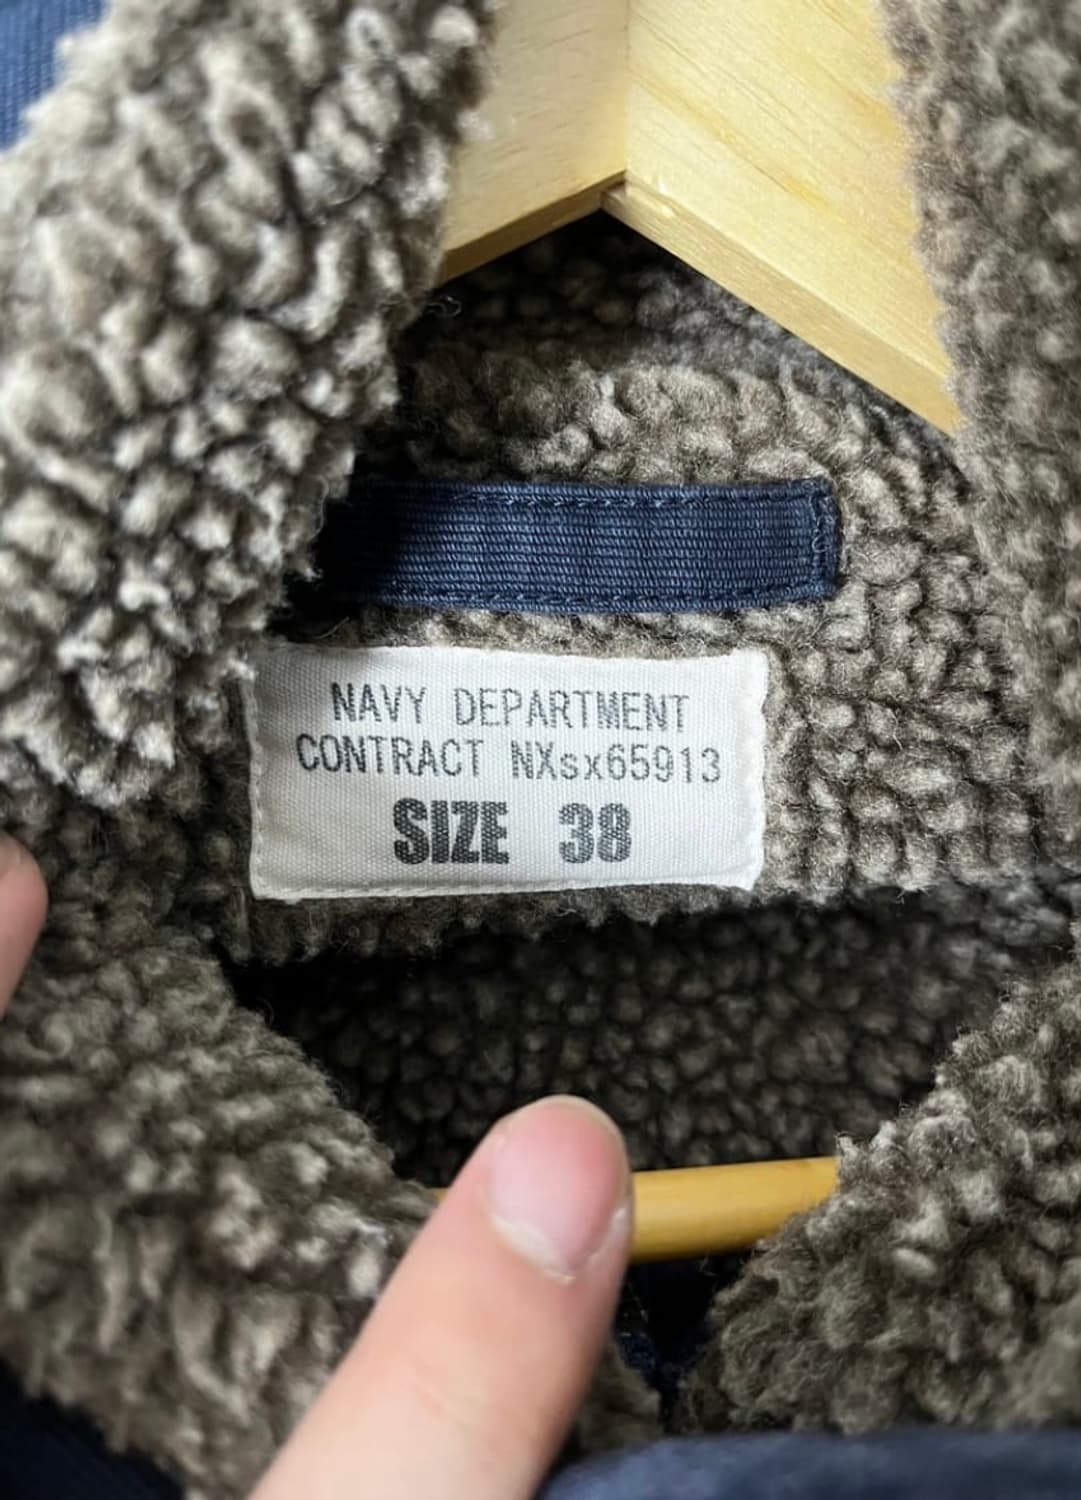 NAVY DEPARTMENT
CONTRACT NXsx65913
SIZE 38